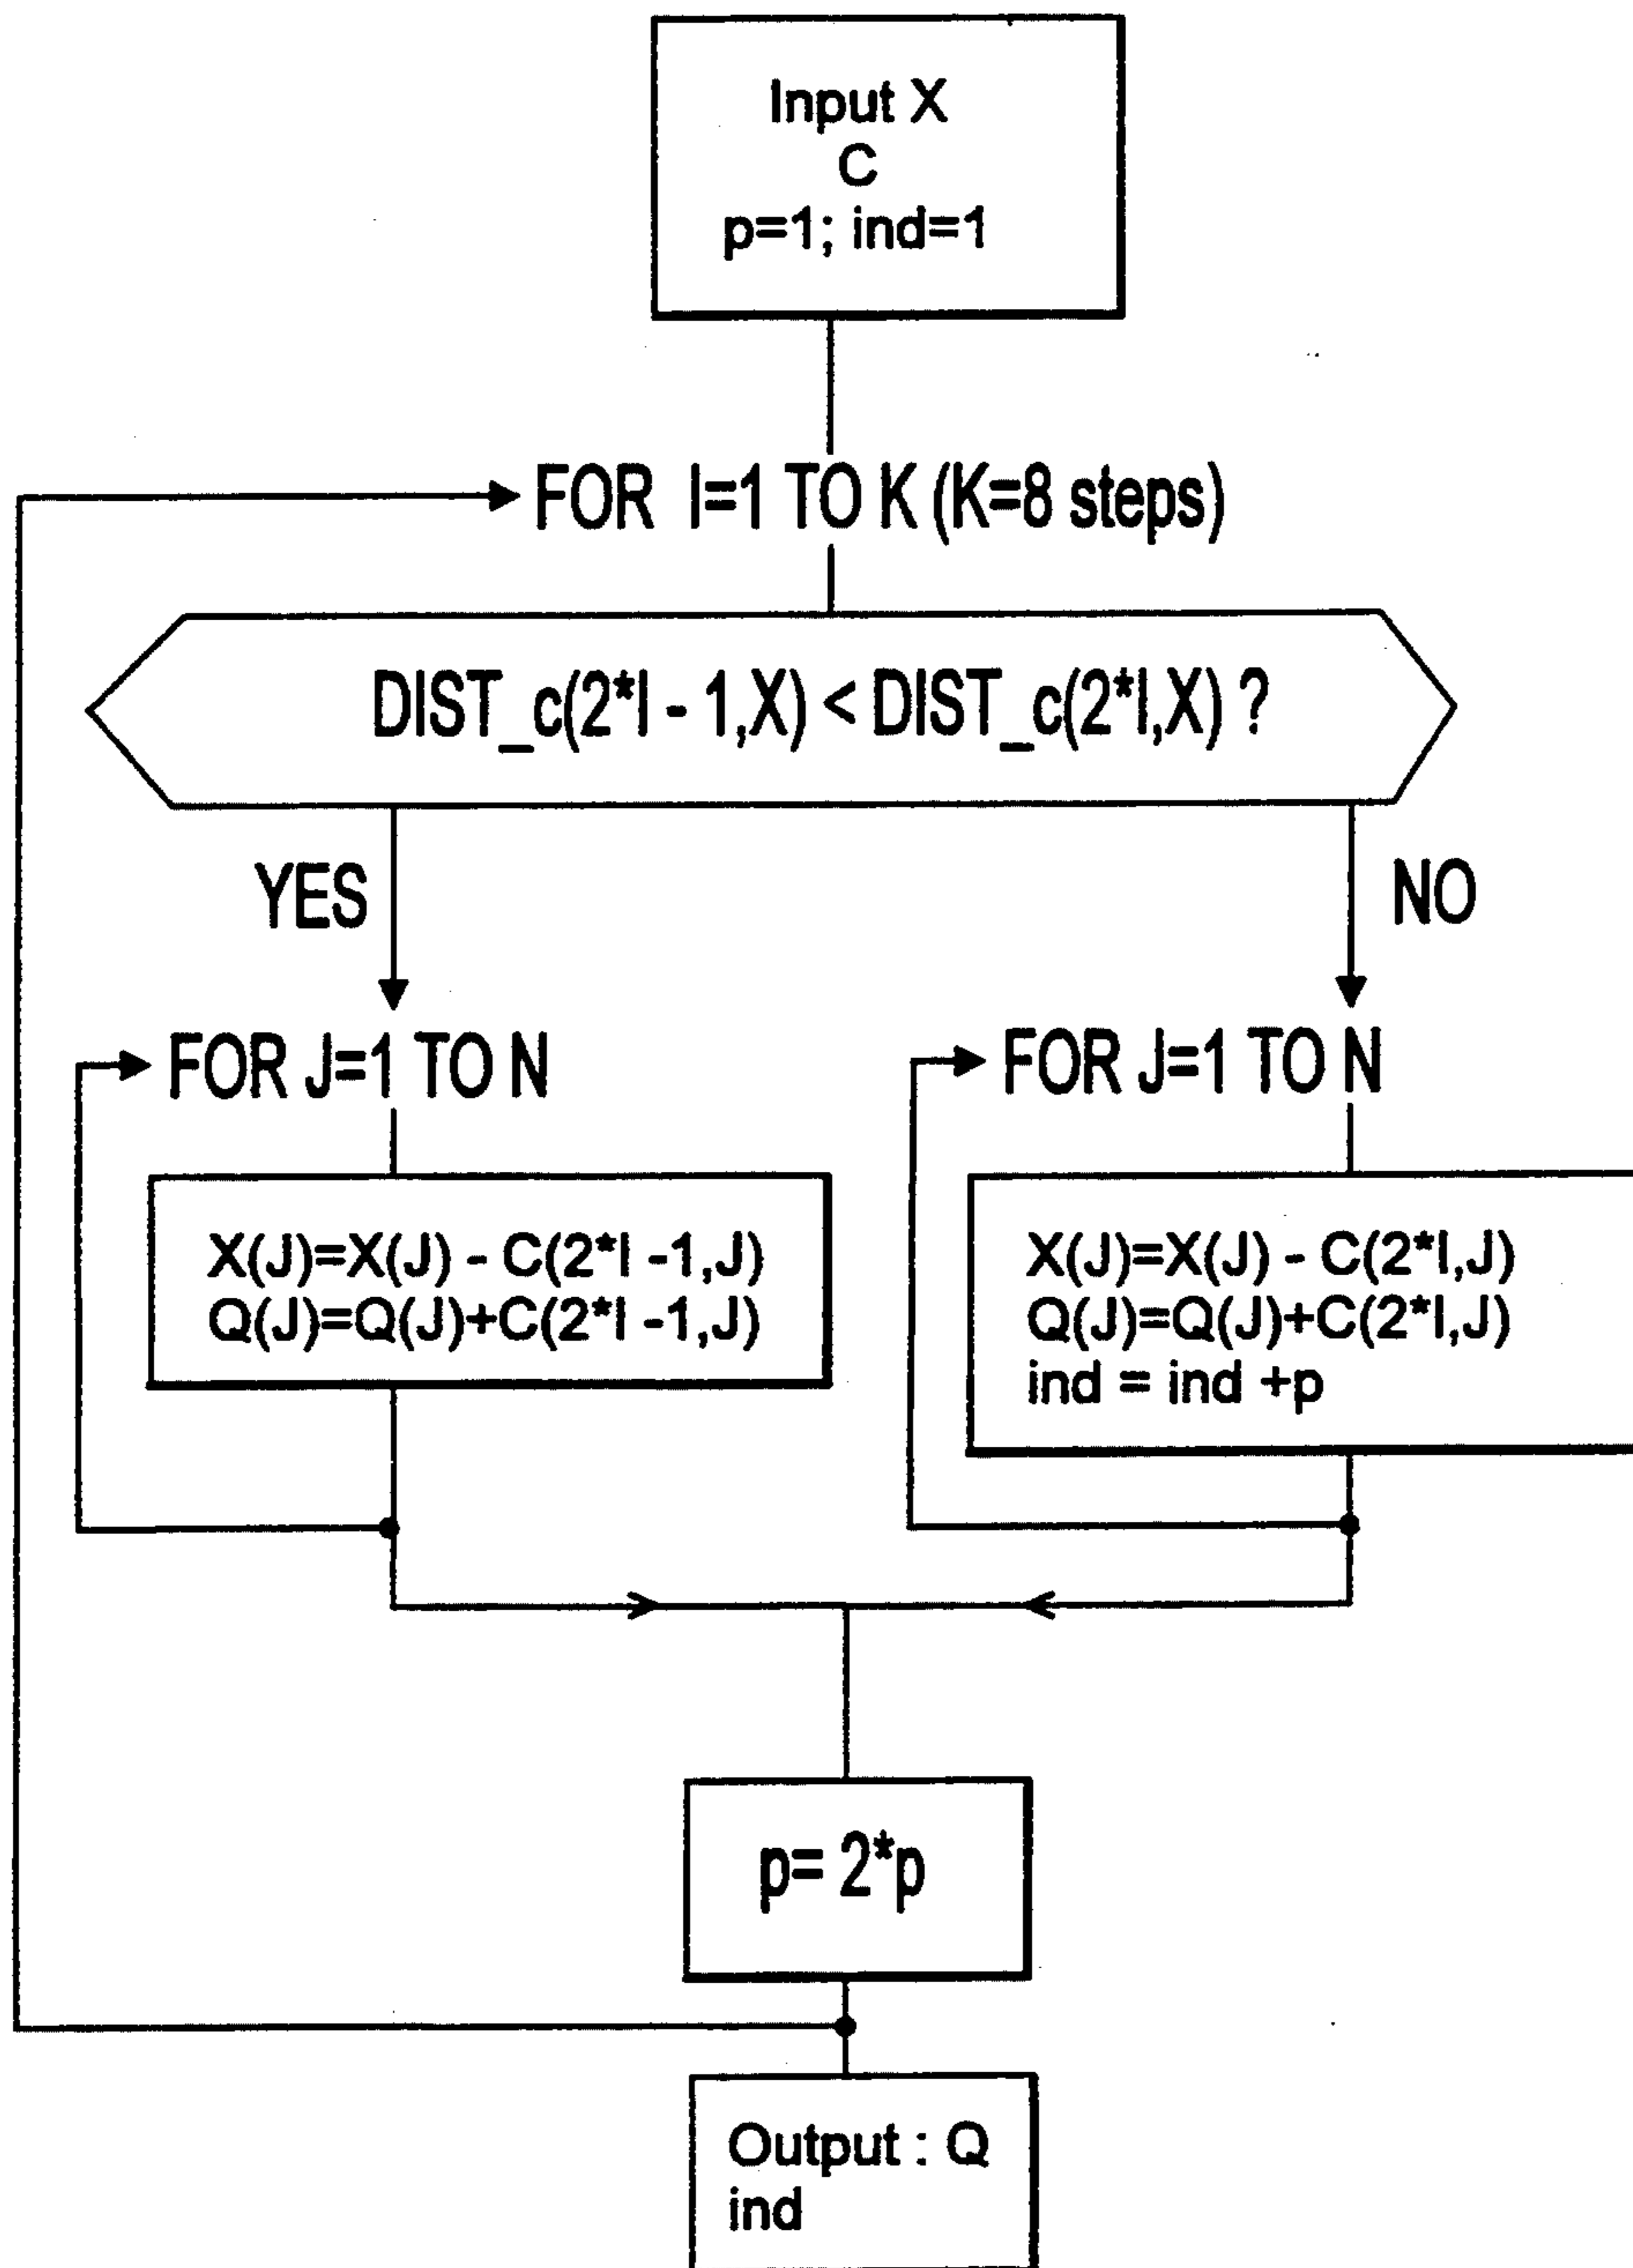 Input X
C
p=1; ind=1
FOR I=1 TO K (K=8 steps)
DIST_c(2*I - 1,X) < DIST_c(2*I,X) ?
YES
NO
FOR J=1 TO N
FOR J=1 TO N
X(J)=X(J) - C(2*I -1,J)
Q(J)=Q(J)+C(2*I -1,J)
X(J)=X(J) - C(2*I,J)
Q(J)=Q(J)+C(2*I,J)
ind = ind +p
p= 2*p
Output : Q
ind